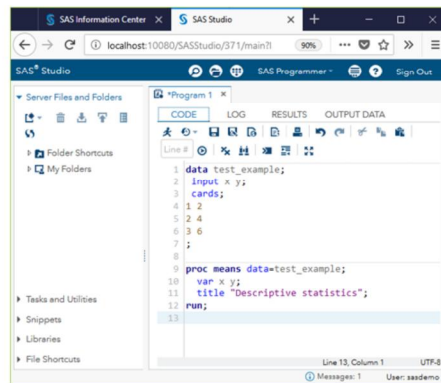 SAS Information Center
SAS Studio
localhost:10080/SASStudio/371/main?l
90%
SAS® Studio
SAS Programmer
Sign Out
Server Files and Folders
Folder Shortcuts
My Folders
Tasks and Utilities
Snippets
Libraries
File Shortcuts
*Program 1
CODE LOG RESULTS OUTPUT DATA
Line #
1 data test_example;
2 input x y;
3 cards;
4 1 2
5 2 4
6 3 6
7 ;
8
9 proc means data=test_example;
10 var x y;
11 title "Descriptive statistics";
12 run;
13
Line 13, Column 1 UTF-8
Messages: 1 User: sasdemo